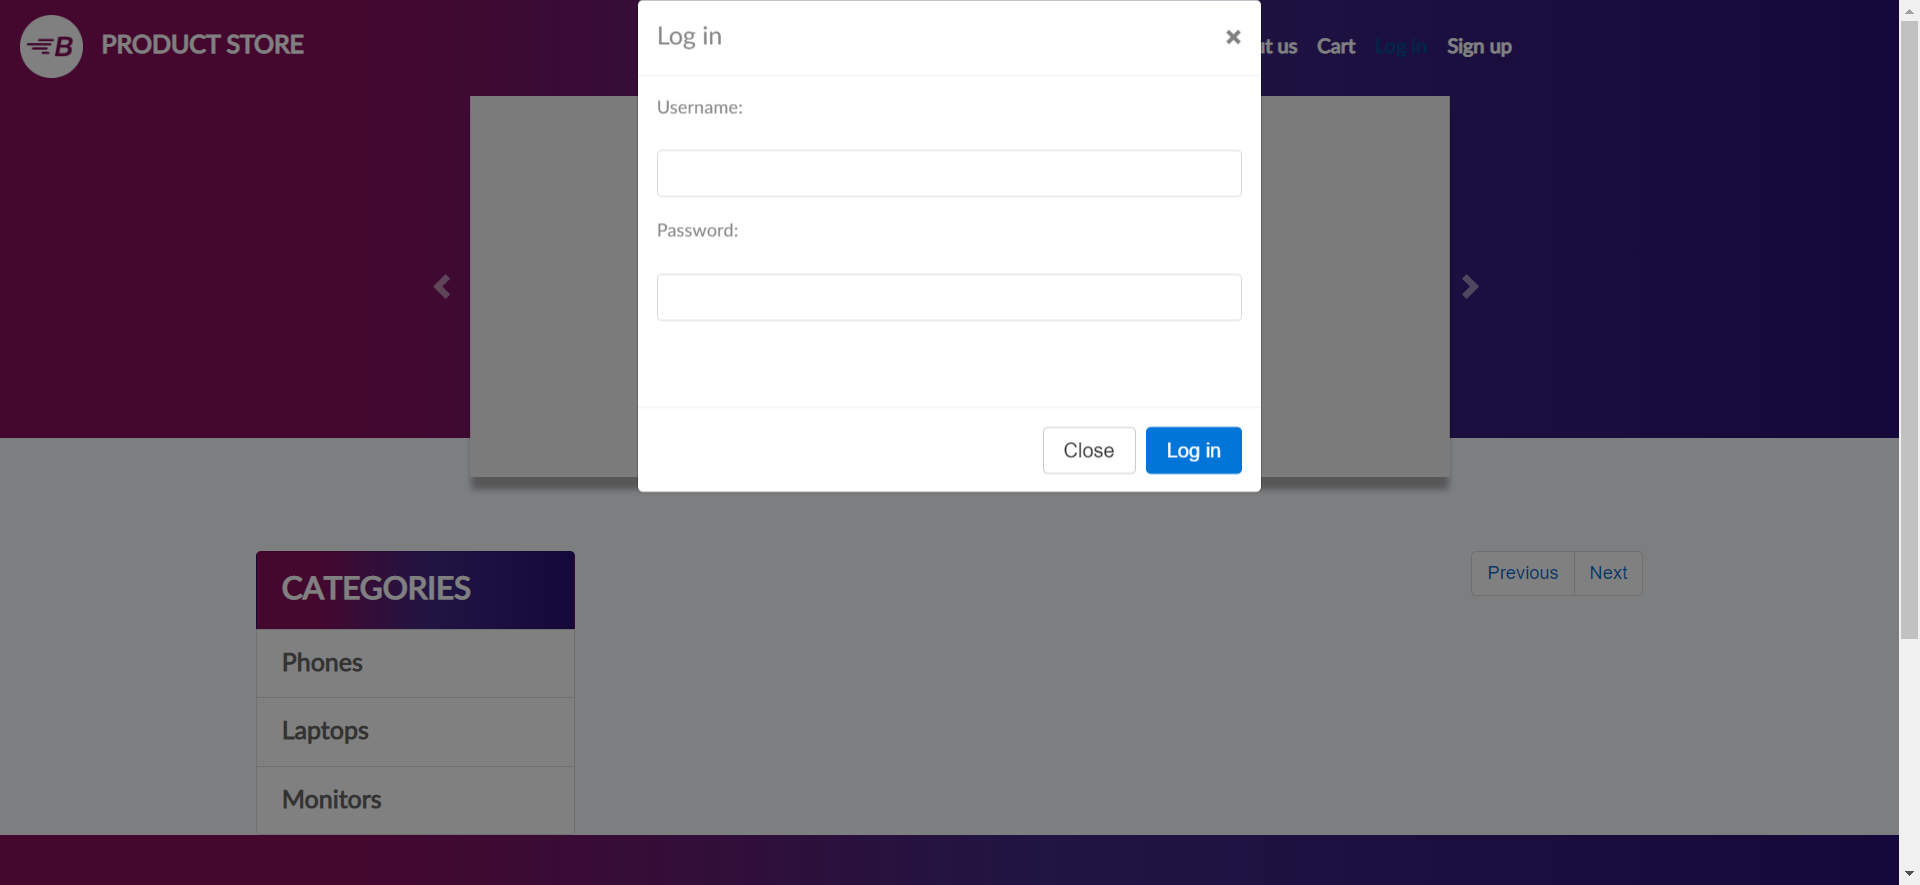 B PRODUCT STORE
ut us Cart Log in Sign up
Log in ×
Username:
Password:
Close Log in
CATEGORIES
Phones
Laptops
Monitors
Previous Next